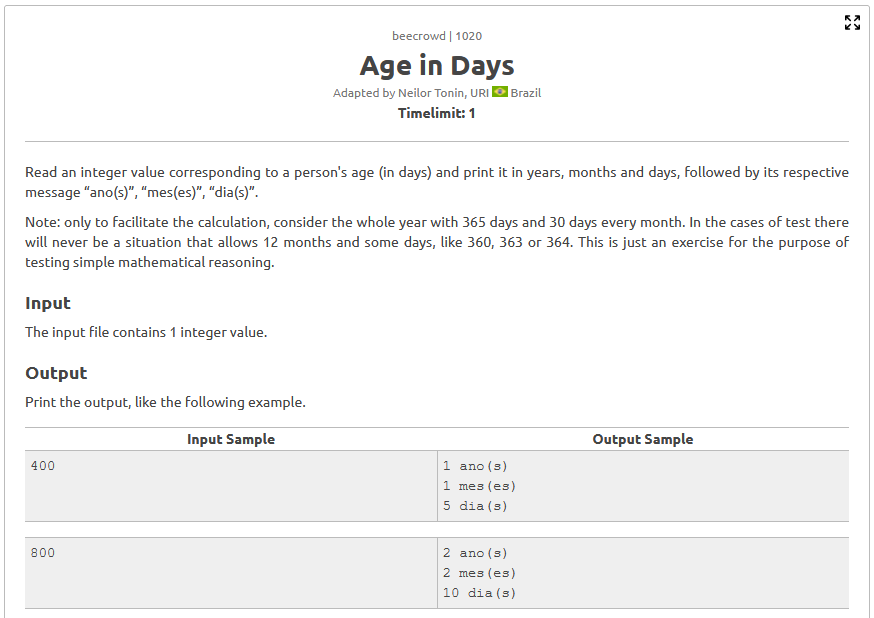 beecrowd | 1020
Age in Days
Adapted by Neilor Tonin, URI Brazil
Timelimit: 1
Read an integer value corresponding to a person's age (in days) and print it in years, months and days, followed by its respective
message “ano(s)”, “mes(es)”, “dia(s)”.
Note: only to facilitate the calculation, consider the whole year with 365 days and 30 days every month. In the cases of test there
will never be a situation that allows 12 months and some days, like 360, 363 or 364. This is just an exercise for the purpose of
testing simple mathematical reasoning.
Input
The input file contains 1 integer value.
Output
Print the output, like the following example.
Input Sample Output Sample
400 1 ano(s)
1 mes(es)
5 dia(s)
800 2 ano(s)
2 mes(es)
10 dia(s)